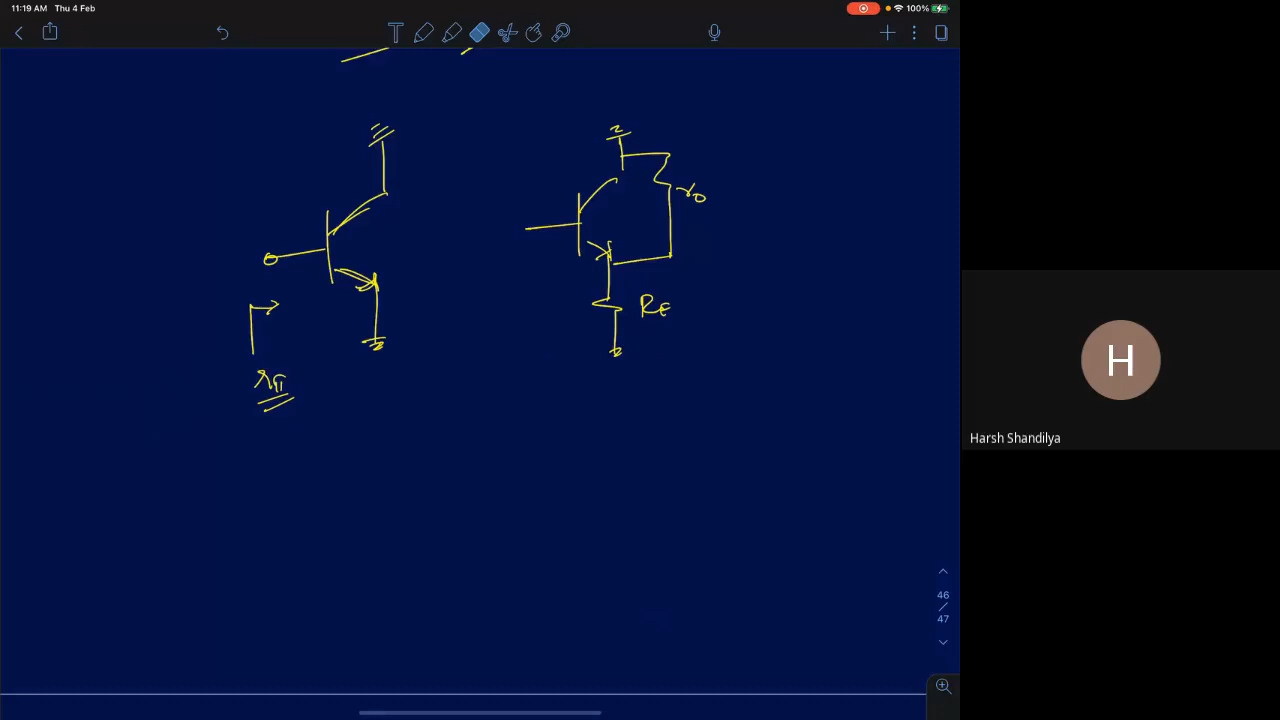 11:19 AM Thu 4 Feb
100%
T
ro
RE
rπ
46
/
47
H
Harsh Shandilya